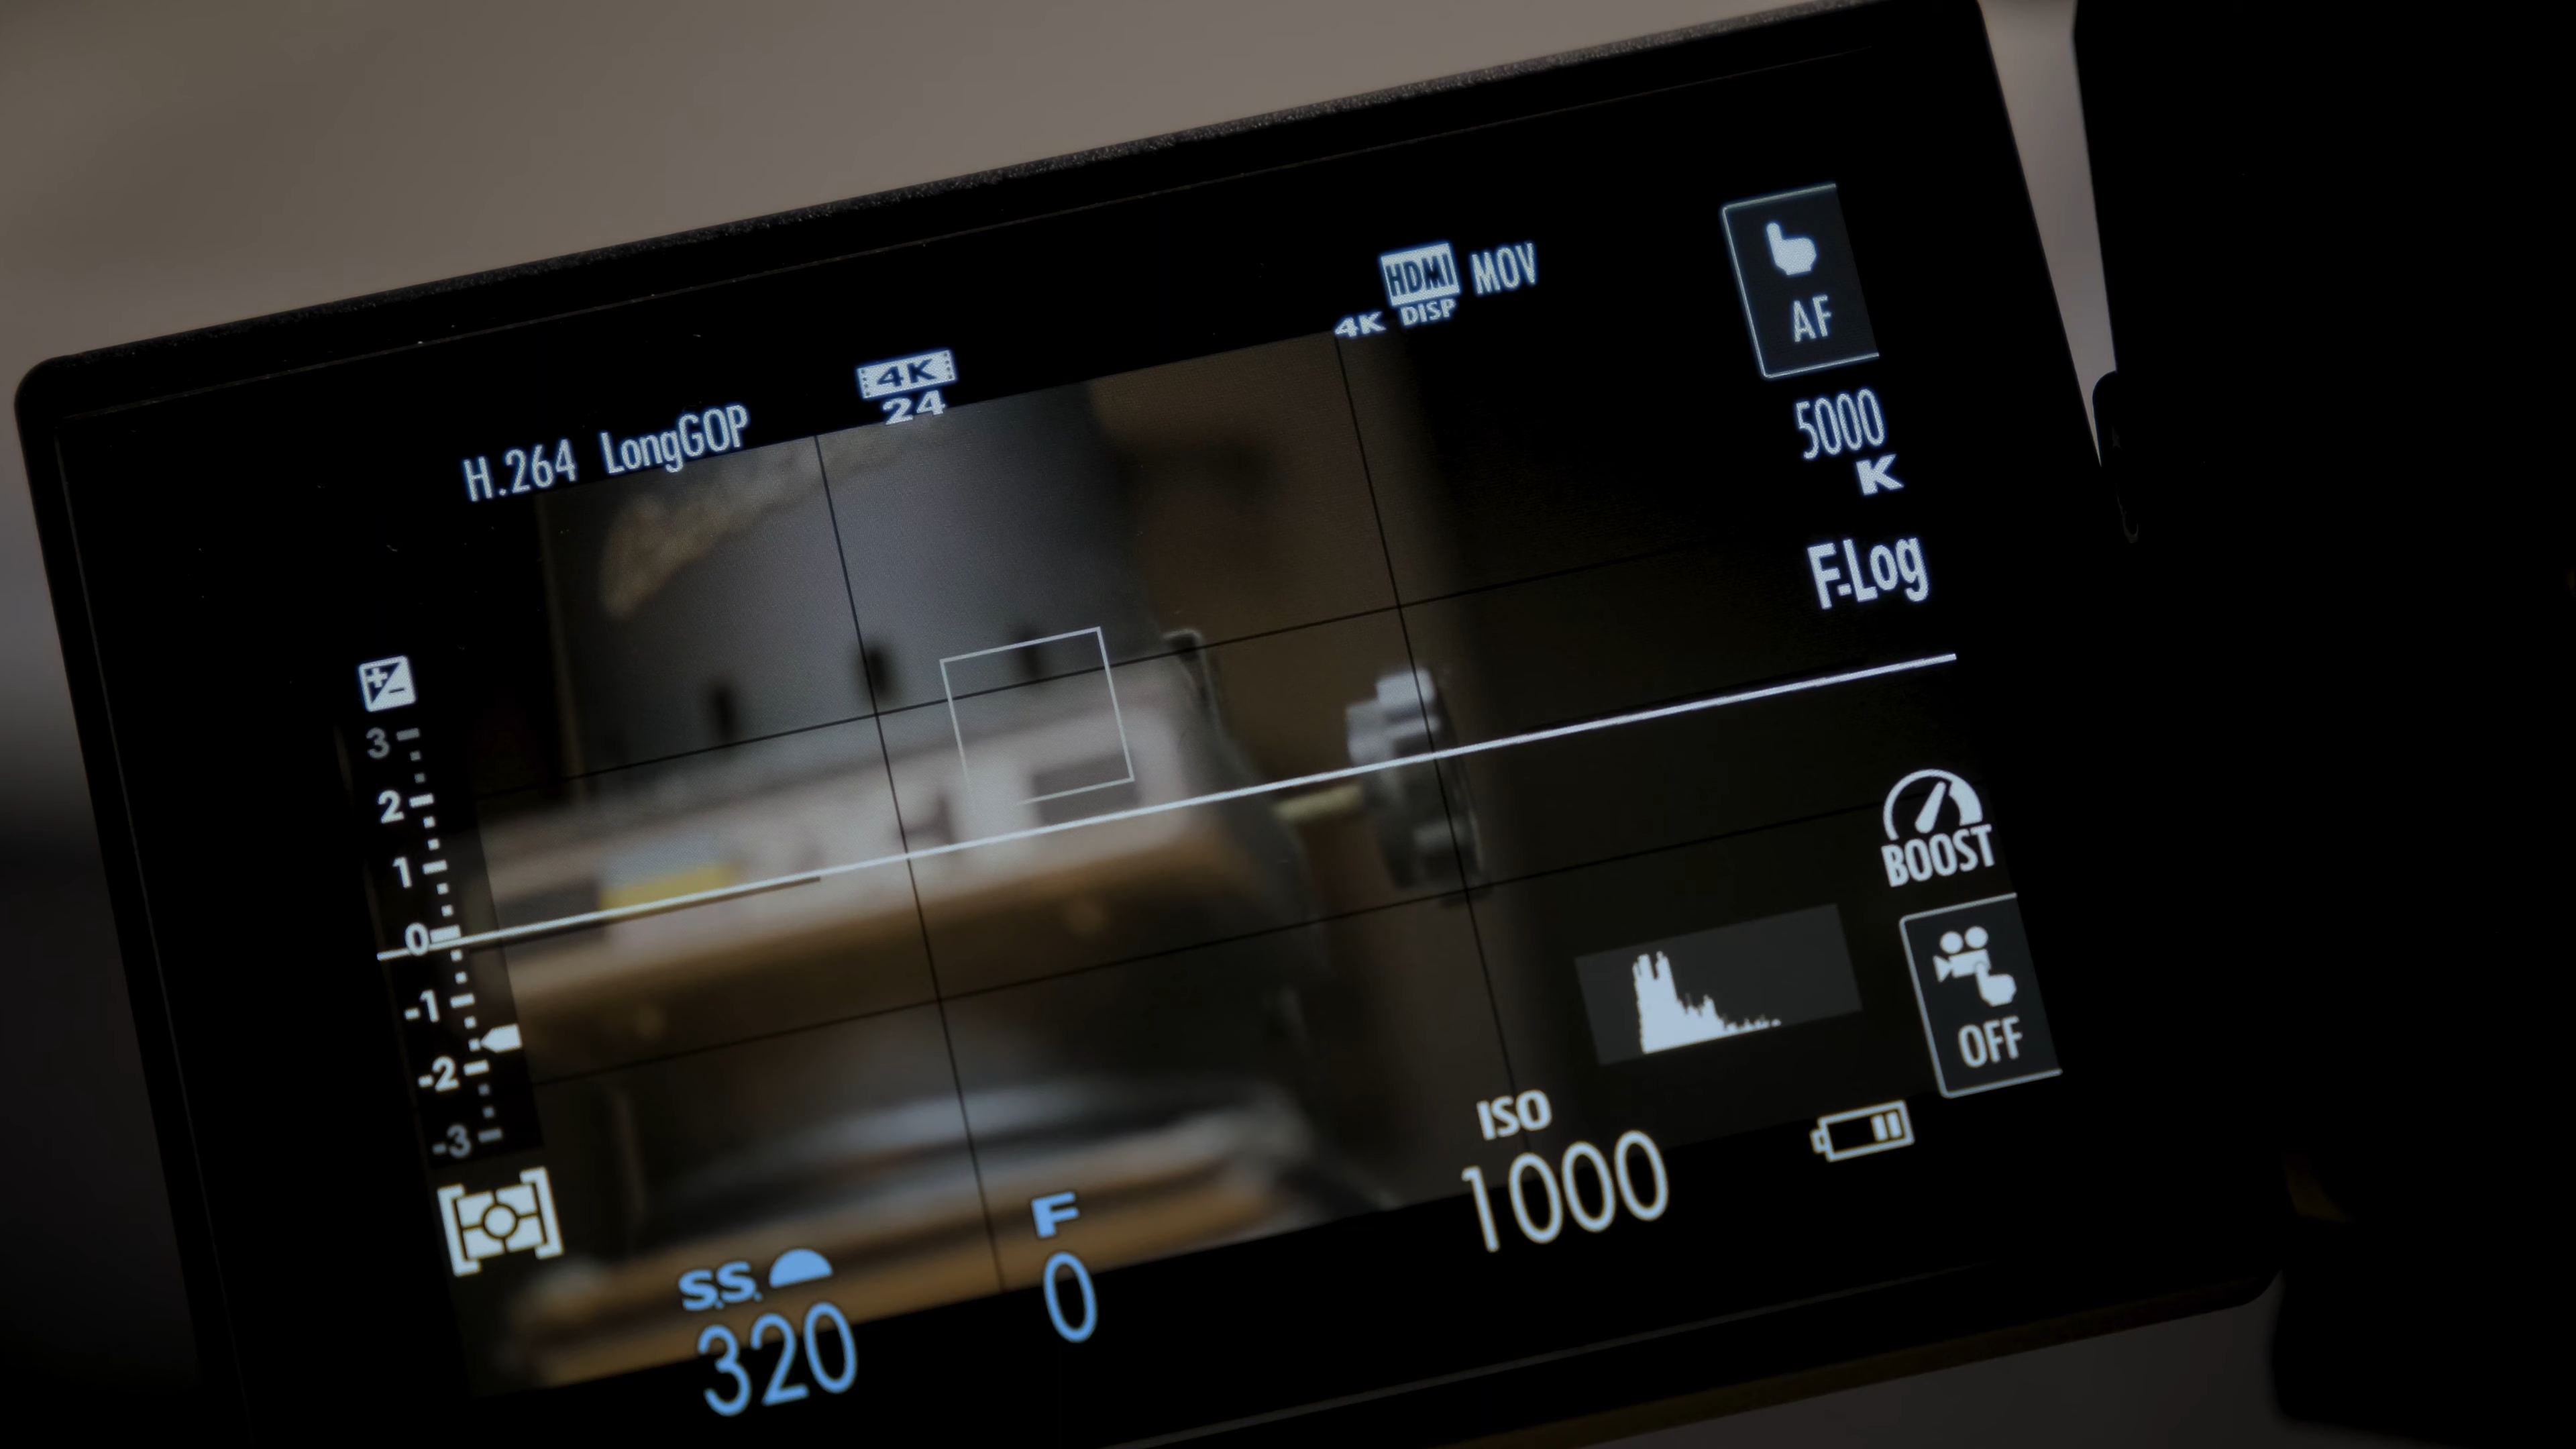 HDMI MOV
4K DISP
AF
4K
24
H.264 LongGOP
5000
K
F-Log
3
2
1
0
-1
-2
-3
BOOST
OFF
ISO
1000
F
0
S.S.
320